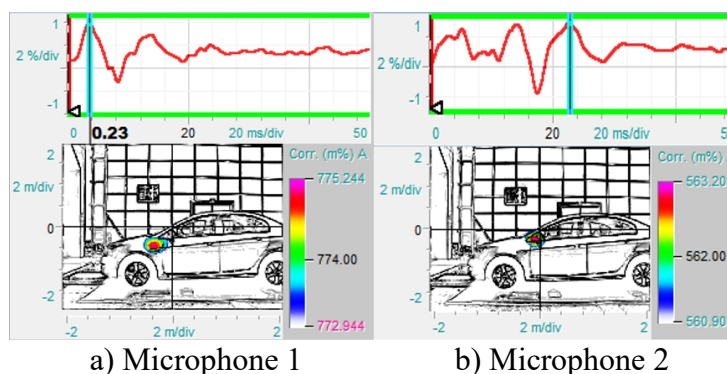 1
2 %/div
-1
0
0.23
20
20 ms/div
50
2
2 m/div
0
-2
-2
2 m/div
2
Corr. (m%) A
775.244
774.00
772.944
a) Microphone 1
1
2 %/div
-1
0
20
20 ms/div
2
2 m/div
0
-2
-2
2 m/div
2
Corr. (m%)
563.20
562.00
560.90
b) Microphone 2